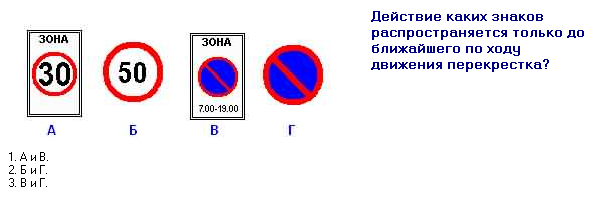 Действие каких знаков
распространяется только до
ближайшего по ходу
движения перекрестка?
ЗОНА
30
50
ЗОНА
7.00-19.00
А
Б
В
Г
1. А и В.
2. Б и Г.
3. В и Г.